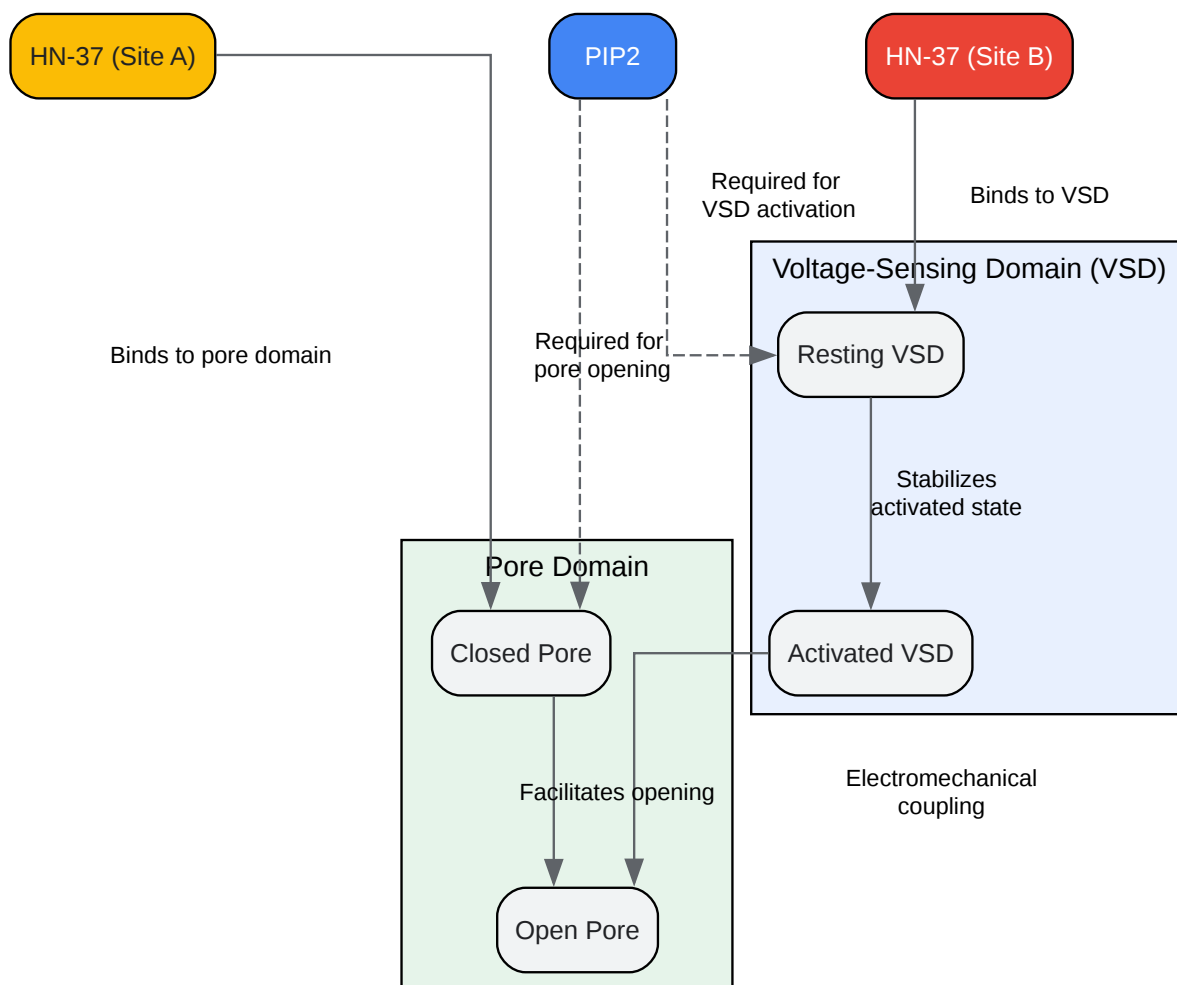 HN-37 (Site A)
PIP2
HN-37 (Site B)
Required for
VSD activation
Binds to VSD
Voltage-Sensing Domain (VSD)
Binds to pore domain
Required for
pore opening
Resting VSD
Stabilizes
activated state
Pore Domain
Closed Pore
Activated VSD
Facilitates opening
Electromechanical
coupling
Open Pore